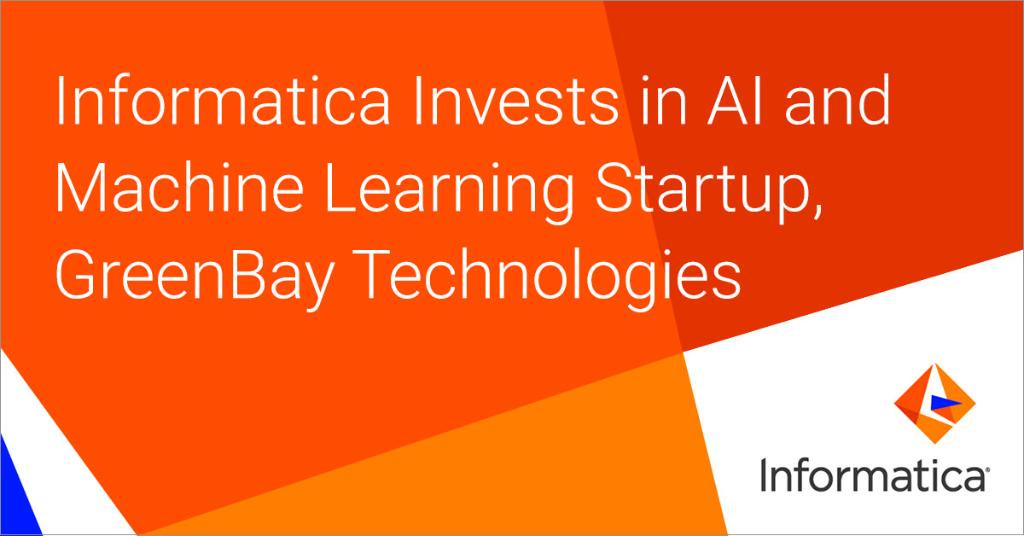 Informatica Invests in AI and
Machine Learning Startup,
GreenBay Technologies
Informatica®